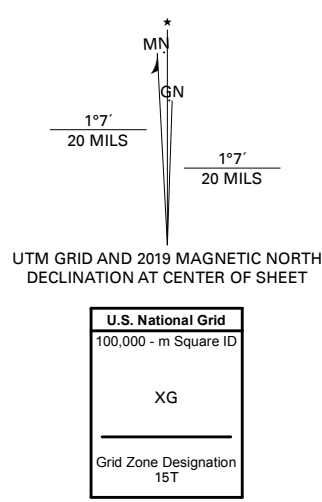 ★
MN
GN
1°7´
20 MILS
1°7´
20 MILS
UTM GRID AND 2019 MAGNETIC NORTH
DECLINATION AT CENTER OF SHEET
U.S. National Grid
100,000 - m Square ID
XG
Grid Zone Designation
15T